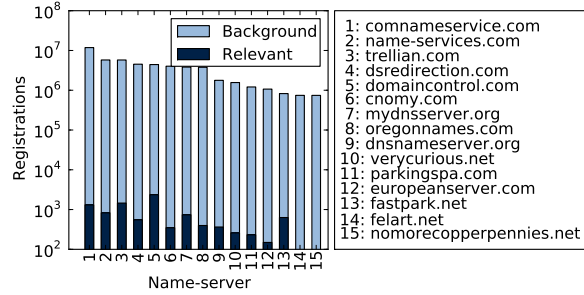 10^8
10^7
10^6
10^5
10^4
10^3
10^2
Registrations
Background
Relevant
1 2 3 4 5 6 7 8 9 10 11 12 13 14 15
Name-server
1: comnameservice.com
2: name-services.com
3: trellian.com
4: dsredirection.com
5: domaincontrol.com
6: cnomy.com
7: mydnsserver.org
8: oregonnames.com
9: dnsnameserver.org
10: verycurious.net
11: parkingspa.com
12: europeanserver.com
13: fastpark.net
14: felart.net
15: nomorecopperpennies.net